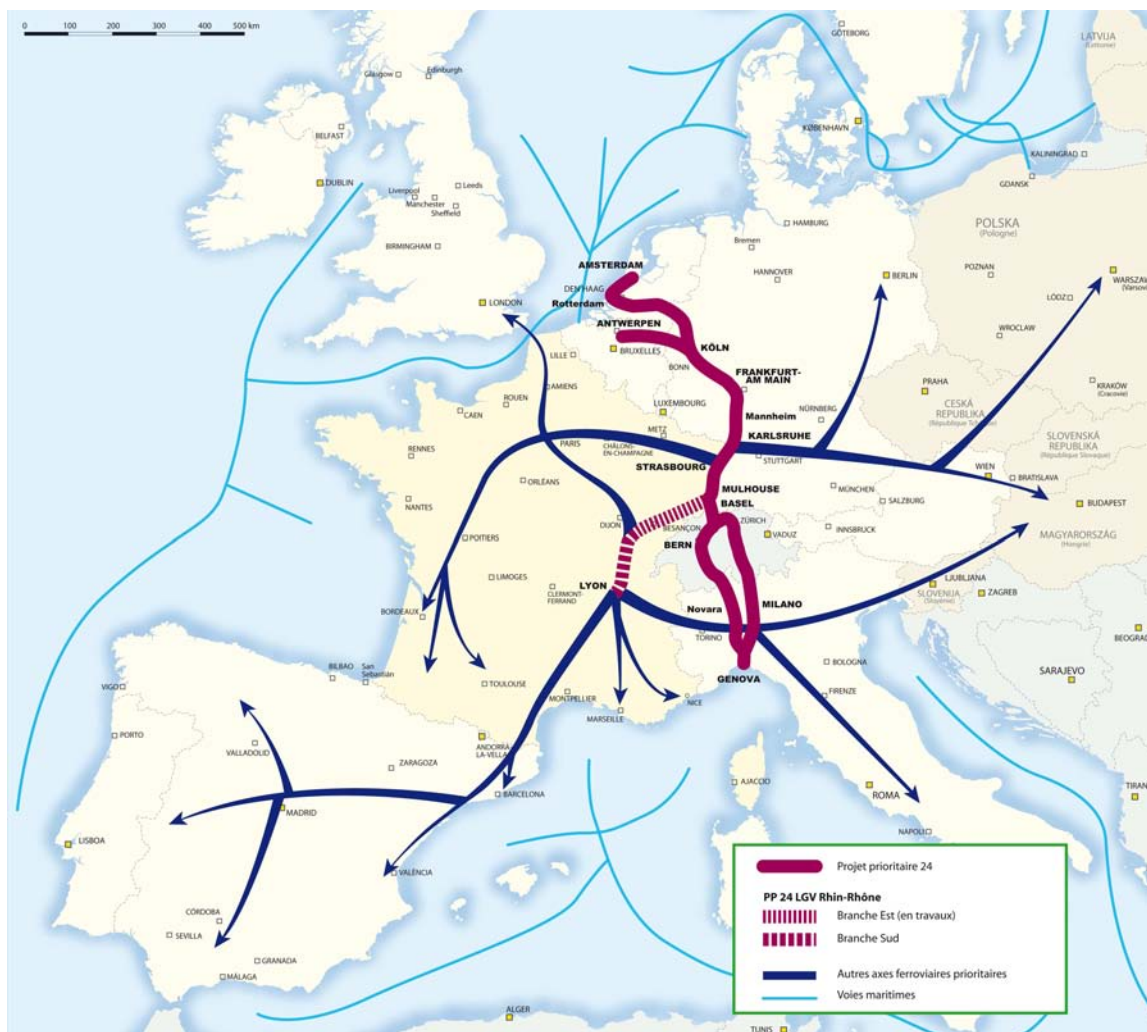 0 100 200 300 400 500 km
GÖTEBORG
LATVIJA
(Lettonie)
Glasgow
Edinburgh
BELFAST
KØBENHAVN
KALININGRAD
GDANSK
DUBLIN
Liverpool
Leeds
Manchester
Sheffield
HAMBURG
POLSKA
(Pologne)
BIRMINGHAM
Bremen
AMSTERDAM
HANNOVER
BERLIN
POZNAN
WARSZAWA
(Varsovi
DEN HAAG
Rotterdam
LONDON
LÓDZ
ANTWERPEN
WROCLAW
BRUXELLES
KÖLN
LILLE
BONN
FRANKFURT-
AM MAIN
AMIENS
PRAHA
KRAKÓW
(Cracovie)
ROUEN
LUXEMBOURG
CAEN
Mannheim
NÜRNBERG
ČESKÁ
REPUBLIKA
(République Tchèque)
METZ
KARLSRUHE
SLOVENSKÁ
REPUBLIKA
(République Slovaque)
PARIS
CHÂLONS-
EN-CHAMPAGNE
RENNES
STUTTGART
STRASBOURG
WIEN
BRATISLAVA
ORLÉANS
MULHOUSE
MÜNCHEN
SALZBURG
BUDAPEST
NANTES
BASEL
DIJON
BESANÇON
ZÜRICH
INNSBRUCK
MAGYARORSZÁG
(Hongrie)
POITIERS
BERN
VADUZ
LIMOGES
LYON
CLERMONT-
FERRAND
LJUBLJANA
SLOVENIJA
(Slovénie)
ZAGREB
BORDEAUX
Novara
MILANO
TORINO
BEOGRAD
BILBAO
San
Sebastián
BOLOGNA
SARAJEVO
VIGO
TOULOUSE
MONTPELLIER
GENOVA
NICE
FIRENZE
MARSEILLE
PORTO
VALLADOLID
ANDORRA-
LA-VELLA
ZARAGOZA
AJACCIO
ROMA
TIRAN
BARCELONA
MADRID
NAPOLI
LISBOA
VALÈNCIA
CÓRDOBA
SEVILLA
GRANADA
MÁLAGA
ALGER
TUNIS
Projet prioritaire 24
PP 24 LGV Rhin-Rhône
Branche Est (en travaux)
Branche Sud
Autres axes ferroviaires prioritaires
Voies maritimes